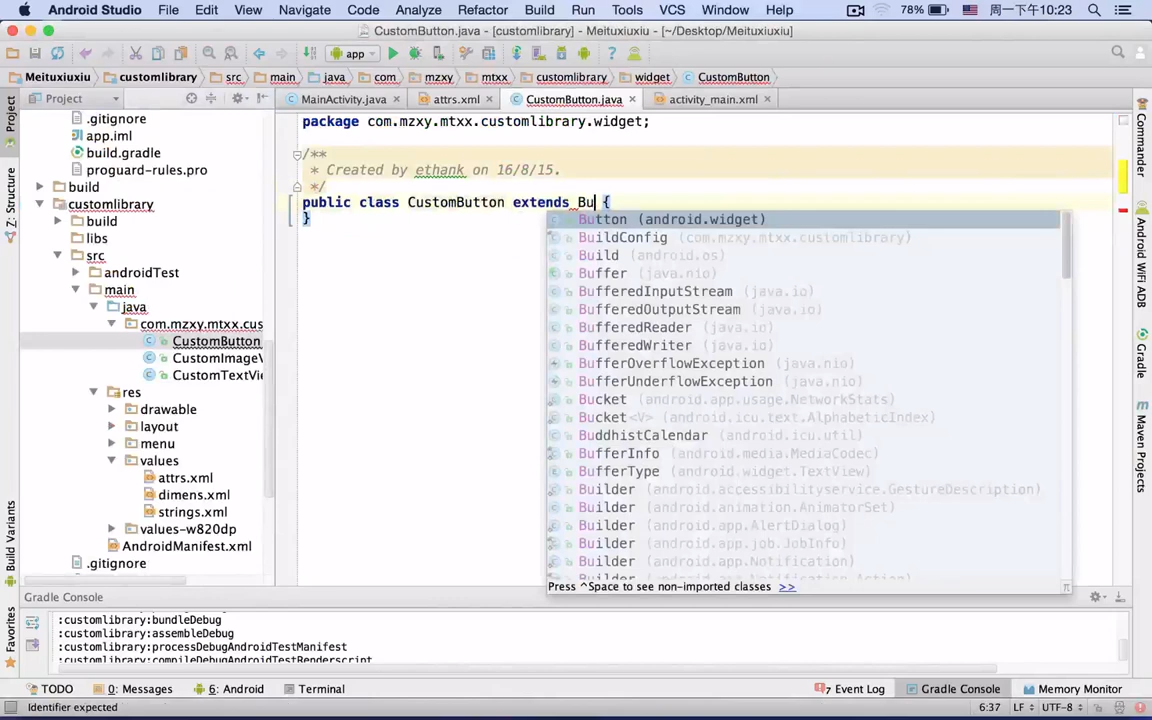 Android Studio File Edit View Navigate Code Analyze Refactor Build Run Tools VCS Window Help 78% 周一下午10:23
CustomButton.java - [customlibrary] - Meituxiuxiu - [~/Desktop/Meituxiuxiu]
app
Meituxiuxiu customlibrary src main java com mzxy mtxx customlibrary widget CustomButton
Project
MainActivity.java attrs.xml CustomButton.java activity_main.xml
.gitignore
app.iml
build.gradle
proguard-rules.pro
build
customlibrary
build
libs
src
androidTest
main
java
com.mzxy.mtxx.cus
CustomButton
CustomImageV
CustomTextVie
res
drawable
layout
menu
values
attrs.xml
dimens.xml
strings.xml
values-w820dp
AndroidManifest.xml
.gitignore
package com.mzxy.mtxx.customlibrary.widget;
/**
* Created by ethank on 16/8/15.
*/
public class CustomButton extends Bu {
}
Button (android.widget)
BuildConfig (com.mzxy.mtxx.customlibrary)
Build (android.os)
Buffer (java.nio)
BufferedInputStream (java.io)
BufferedOutputStream (java.io)
BufferedReader (java.io)
BufferedWriter (java.io)
BufferOverflowException (java.nio)
BufferUnderflowException (java.nio)
Bucket (android.app.usage.NetworkStats)
Bucket<V> (android.icu.text.AlphabeticIndex)
BuddhistCalendar (android.icu.util)
BufferInfo (android.media.MediaCodec)
BufferType (android.widget.TextView)
Builder (android.accessibilityservice.GestureDescription)
Builder (android.animation.AnimatorSet)
Builder (android.app.AlertDialog)
Builder (android.app.job.JobInfo)
Builder (android.app.Notification)
Builder (android.app.Notification.Action)
Press ^Space to see non-imported classes >>
1: Project
Z: Structure
Build Variants
Favorites
Commander
Android WiFi ADB
Gradle
Maven Projects
Gradle Console
:customlibrary:bundleDebug
:customlibrary:assembleDebug
:customlibrary:processDebugAndroidTestManifest
:customlibrary:compileDebugAndroidTestRenderscript
TODO 0: Messages 6: Android Terminal 7 Event Log Gradle Console Memory Monitor
Identifier expected 6:37 LF UTF-8